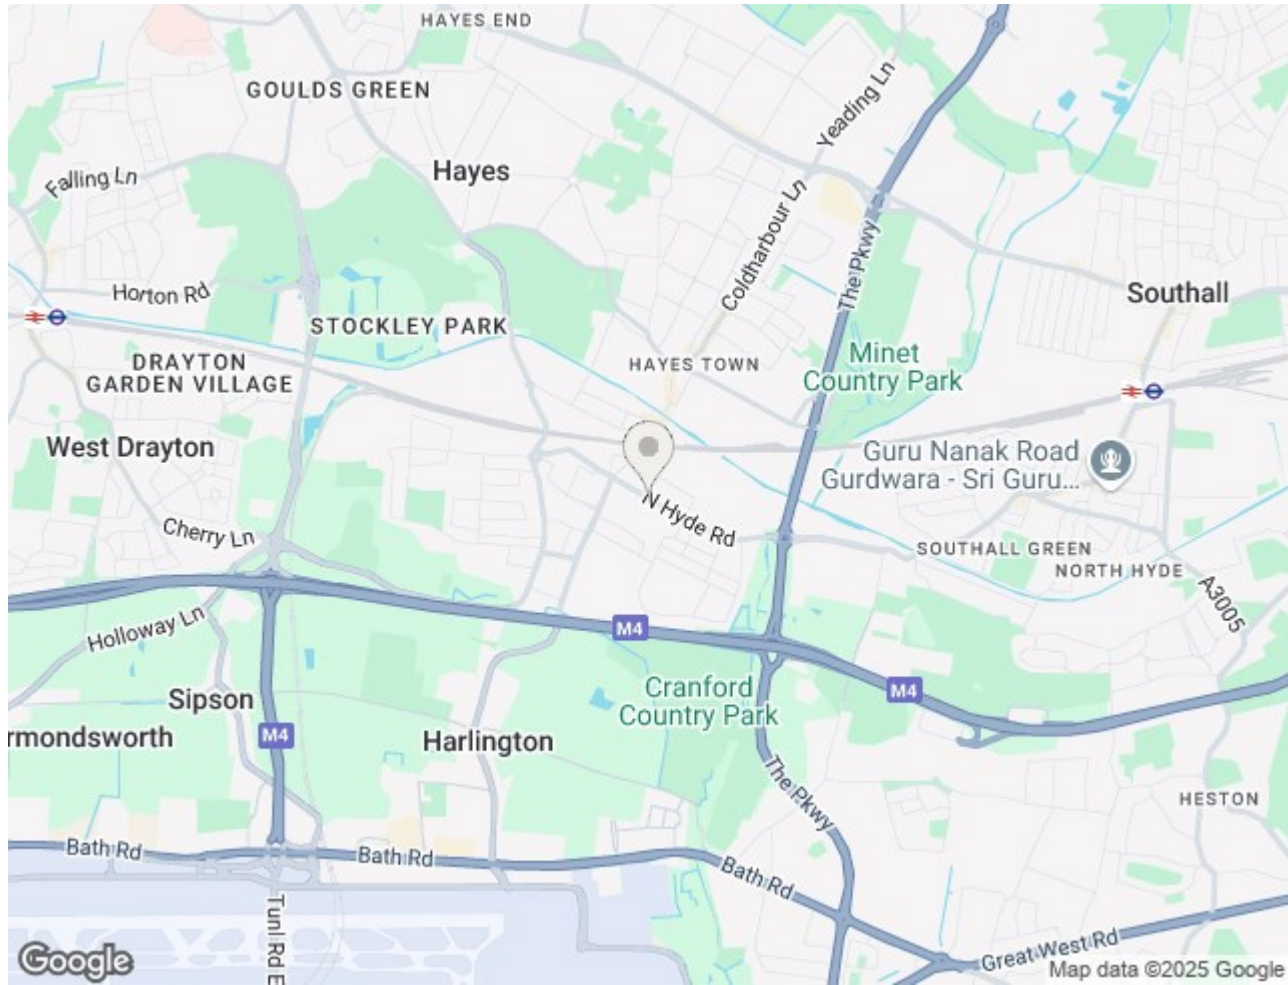 HAYES END
GOULDS GREEN
Yeading Ln
Falling Ln
Hayes
Coldharbour Ln
The Pkwy
Horton Rd
Southall
STOCKLEY PARK
HAYES TOWN
Minet
Country Park
DRAYTON
GARDEN VILLAGE
West Drayton
Guru Nanak Road
Gurdwara - Sri Guru...
N Hyde Rd
Cherry Ln
SOUTHALL GREEN
NORTH HYDE
A3005
Holloway Ln
M4
M4
Sipson
Cranford
Country Park
M4
rmondsworth
Harlington
The Pkwy
HESTON
Bath Rd
Bath Rd
Bath Rd
Tunl Rd E
Great West Rd
Google
Map data ©2025 Google